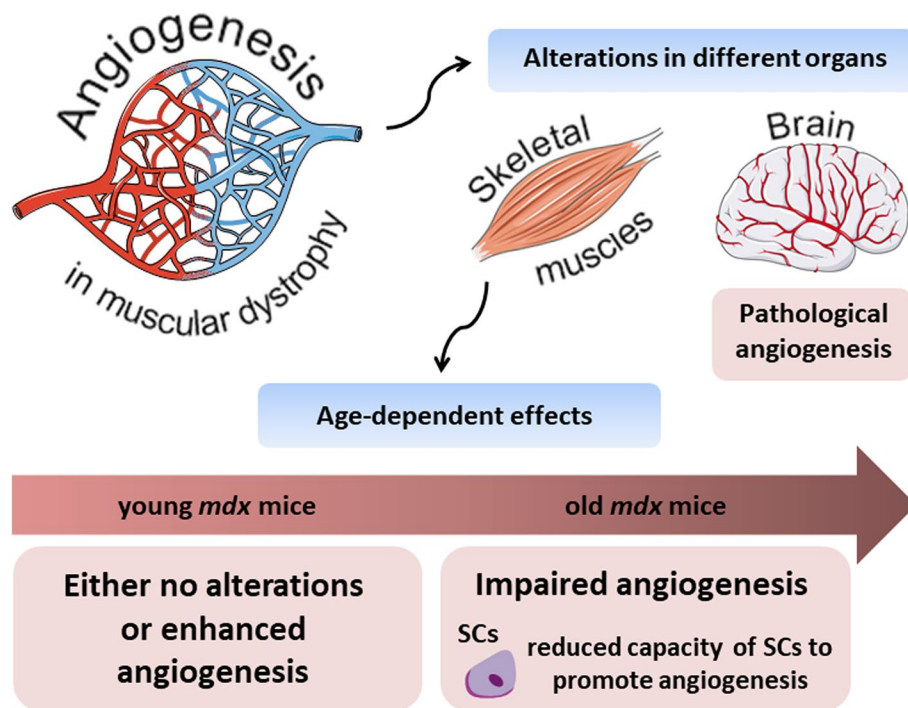 Angiogenesis
in muscular dystrophy
Alterations in different organs
Skeletal
muscies
Brain
Pathological
angiogenesis
Age-dependent effects
young mdx mice
old mdx mice
Either no alterations
or enhanced
angiogenesis
Impaired angiogenesis
SCs
reduced capacity of SCs to
promote angiogenesis